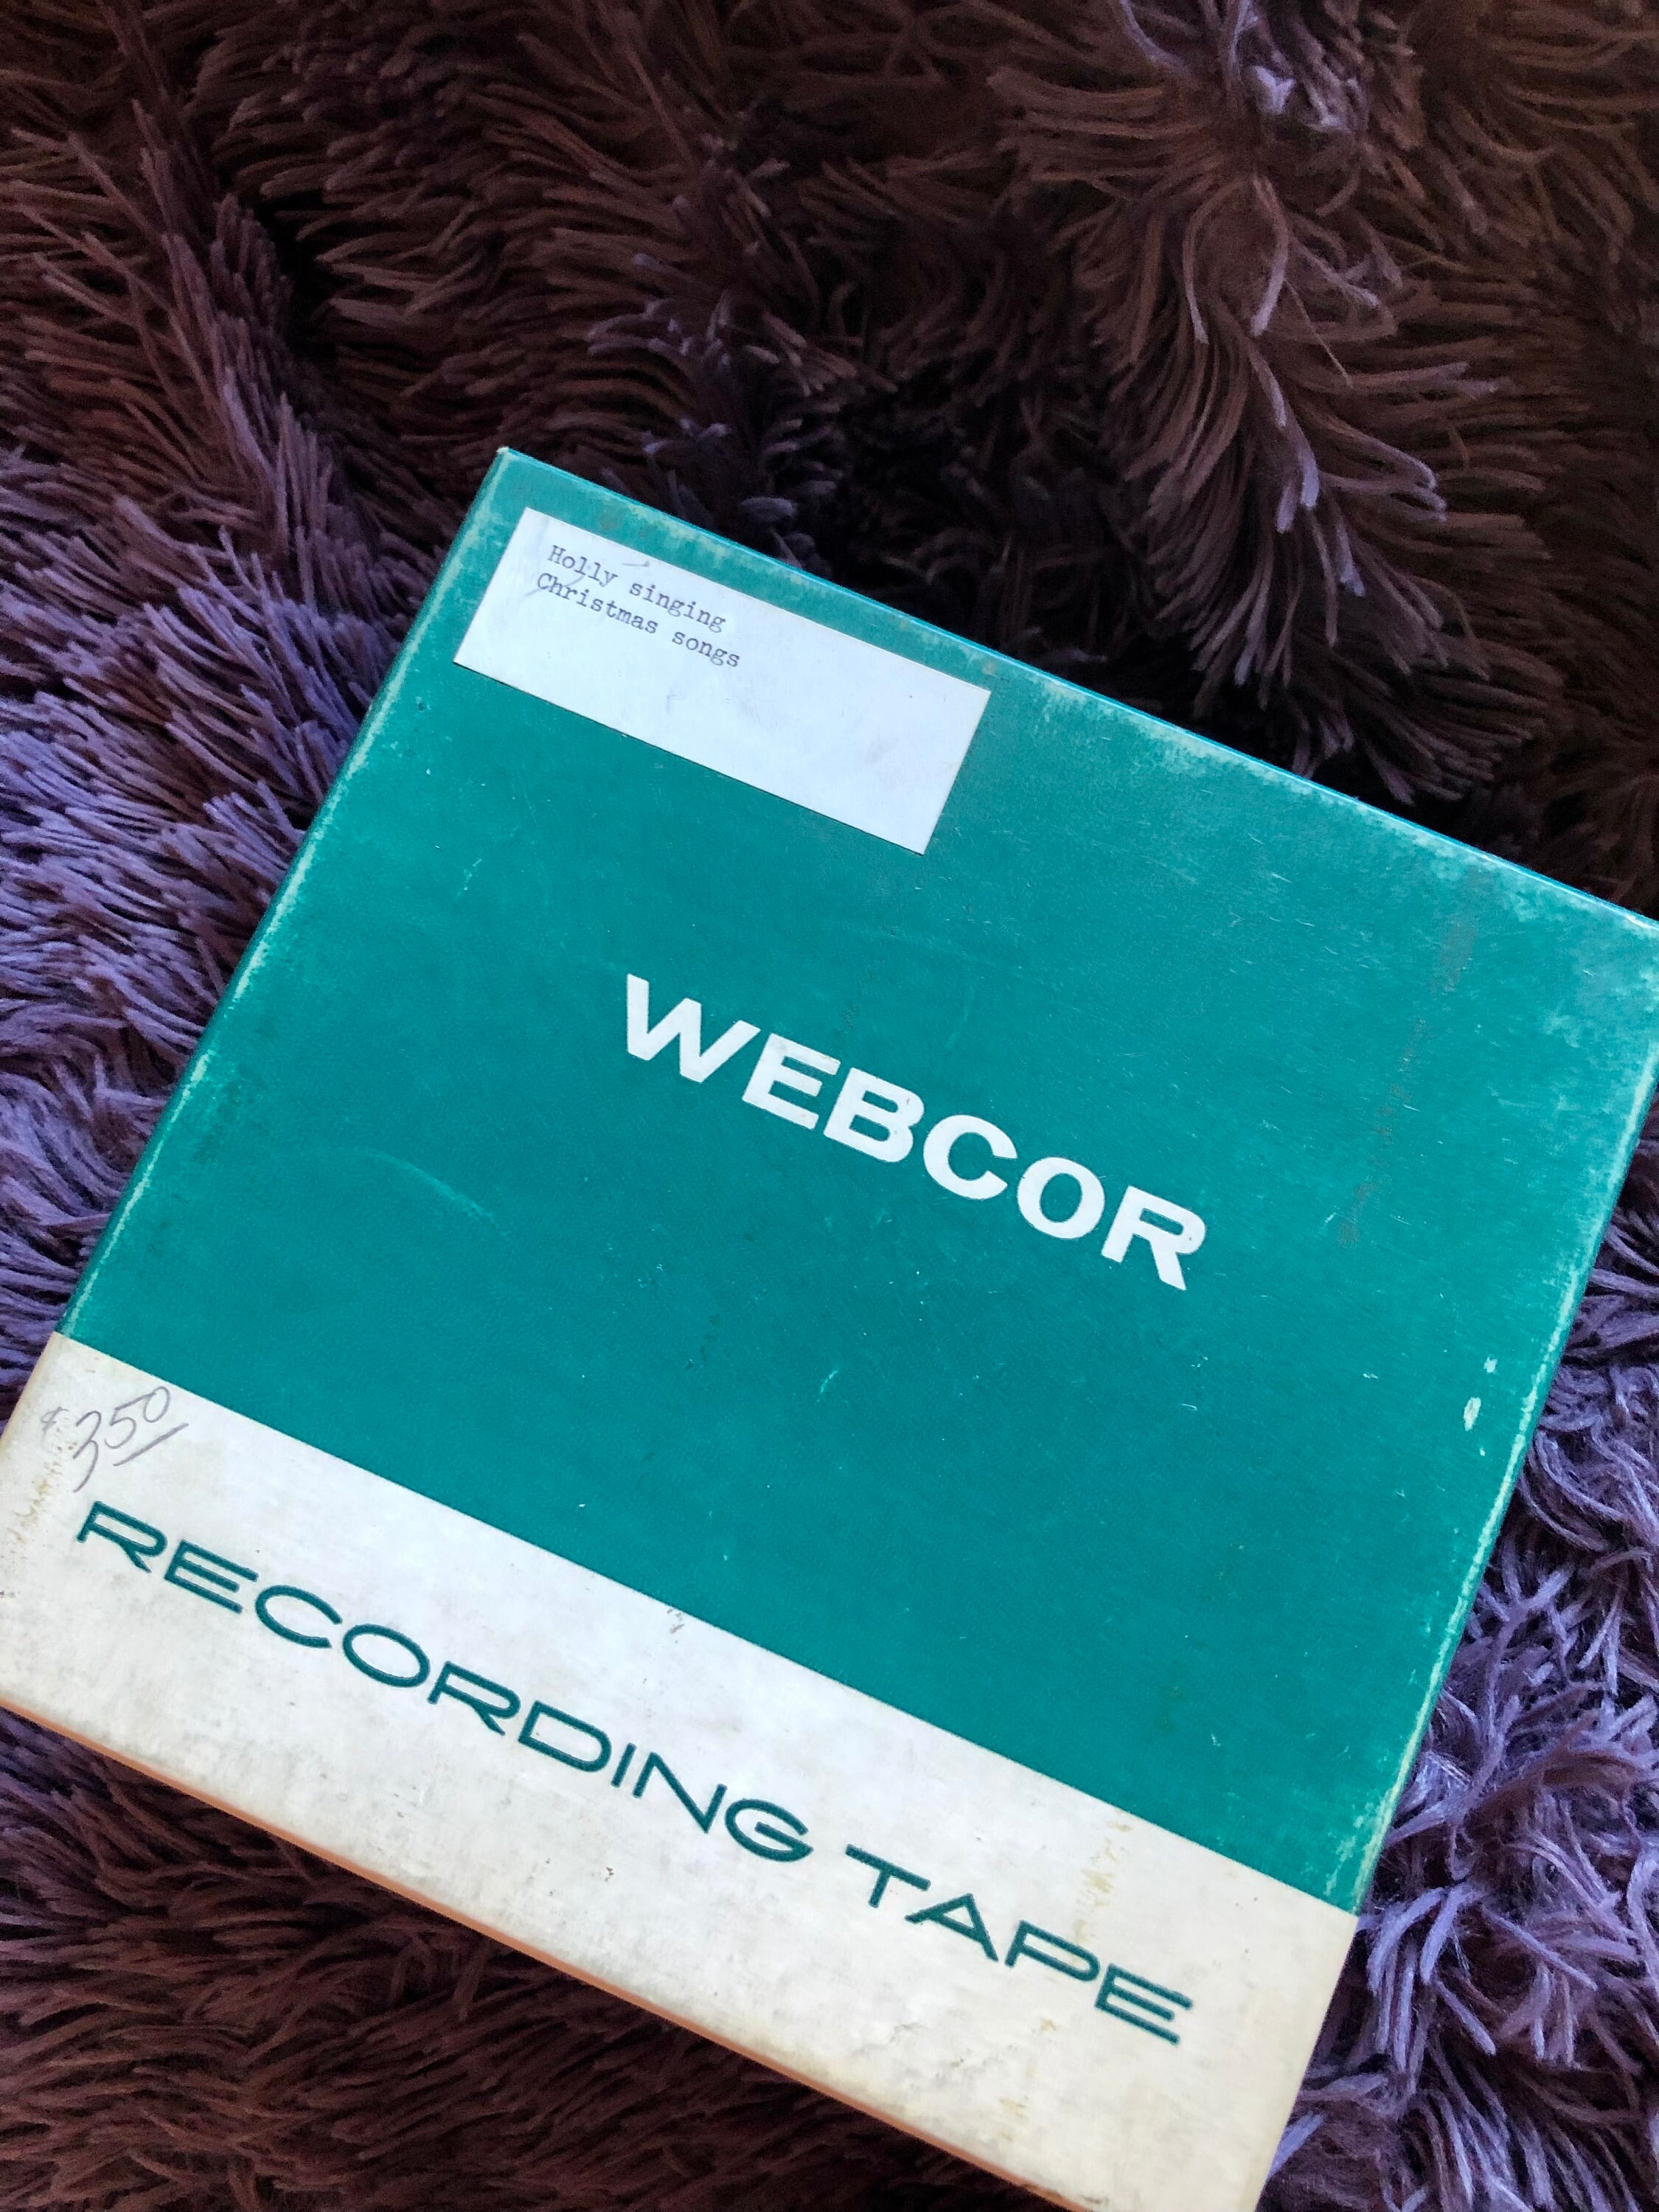 Holly singing
Christmas songs
WEBCOR
$350/
RECORDING TAPE